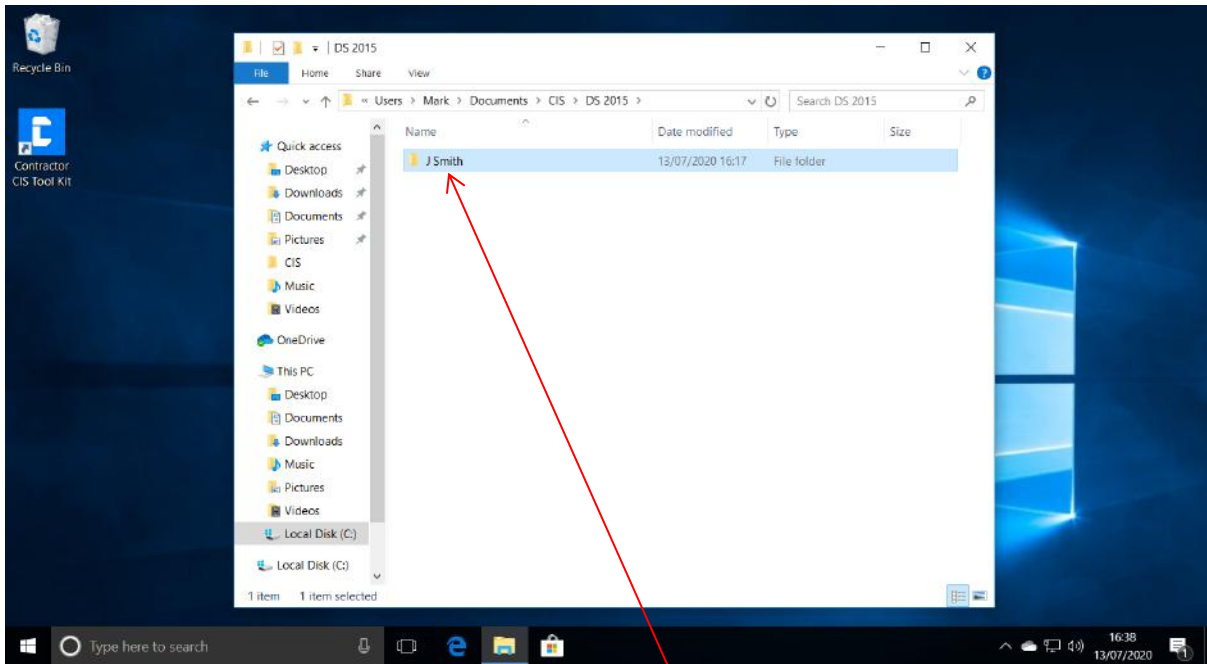 Recycle Bin
Contractor
CIS Tool Kit
DS 2015
File Home Share View
« Users > Mark > Documents > CIS > DS 2015 >
Search DS 2015
Name Date modified Type Size
J Smith 13/07/2020 16:17 File folder
Quick access
Desktop
Downloads
Documents
Pictures
CIS
Music
Videos
OneDrive
This PC
Desktop
Documents
Downloads
Music
Pictures
Videos
Local Disk (C:)
Local Disk (C:)
1 item 1 item selected
Type here to search
16:38
13/07/2020
1